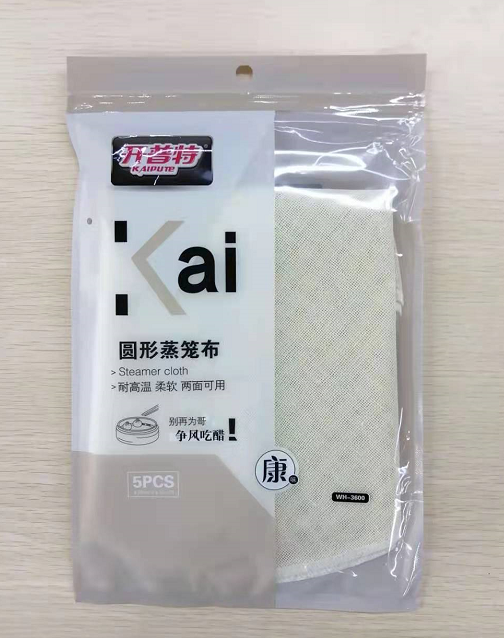 开普特
KAIPUTE
Kai
圆形蒸笼布
> Steamer cloth
> 耐高温 柔软 两面可用
别再为哥
争风吃醋!
5PCS
康
WH-3600